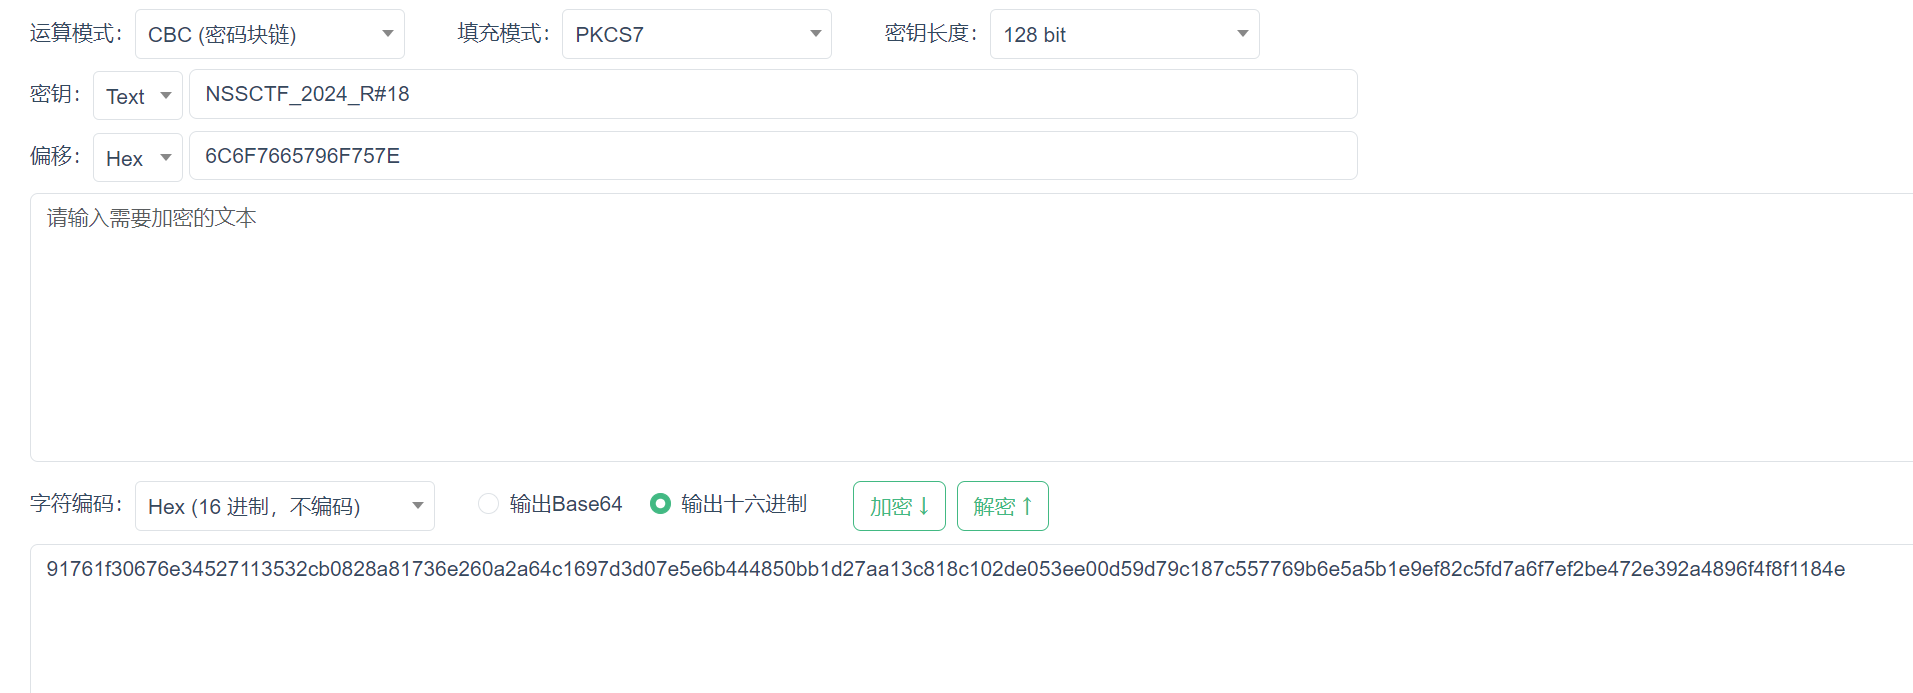 运算模式： CBC (密码块链) 填充模式： PKCS7 密钥长度： 128 bit
密钥： Text NSSCTF_2024_R#18
偏移： Hex 6C6F7665796F757E
请输入需要加密的文本
字符编码： Hex (16 进制，不编码) 输出Base64 输出十六进制 加密↓ 解密↑
91761f30676e34527113532cb0828a81736e260a2a64c1697d3d07e5e6b444850bb1d27aa13c818c102de053ee00d59d79c187c557769b6e5a5b1e9ef82c5fd7a6f7ef2be472e392a4896f4f8f1184e